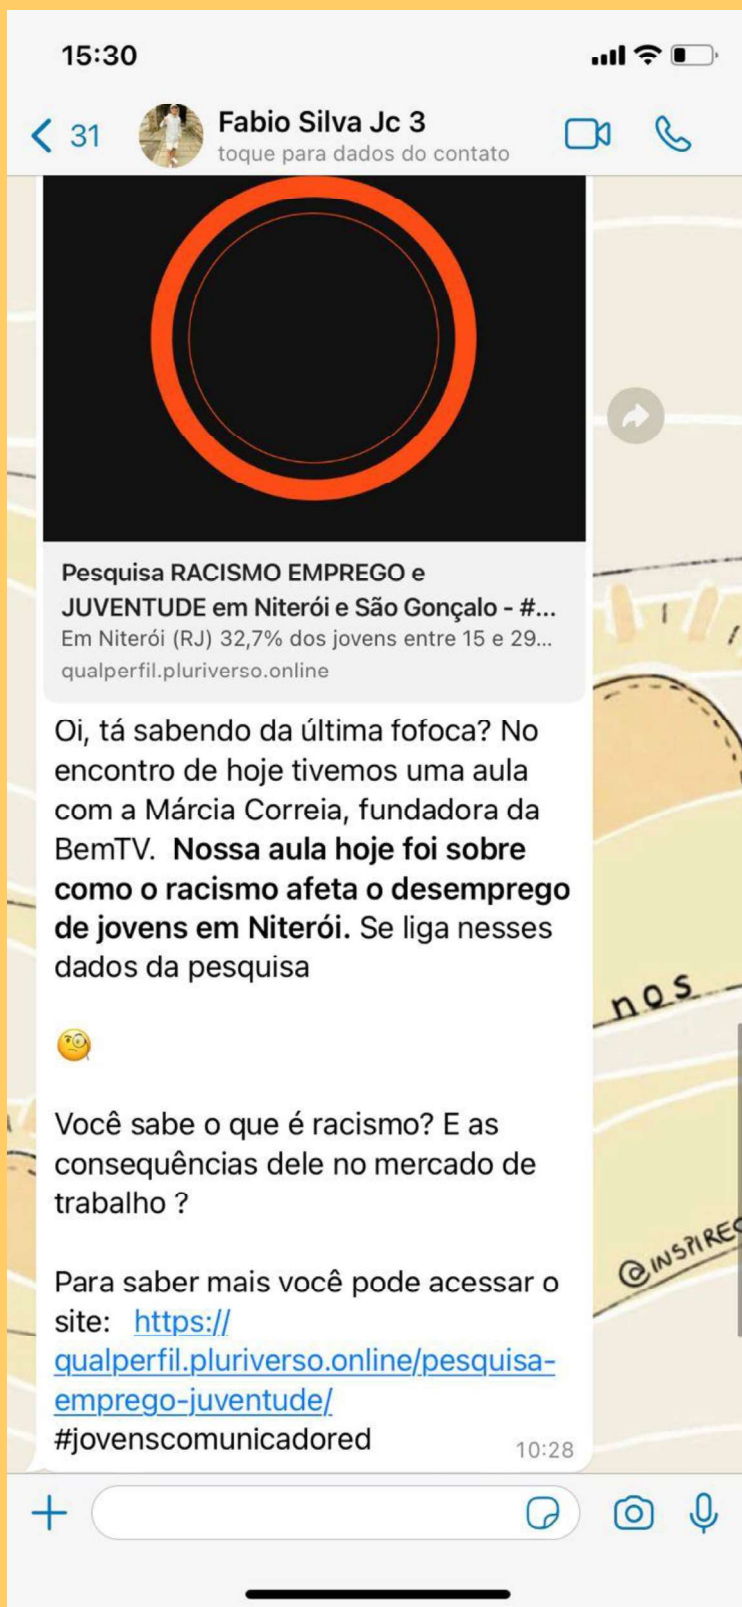 15:30
31
Fabio Silva Jc 3
toque para dados do contato
Pesquisa RACISMO EMPREGO e
JUVENTUDE em Niterói e São Gonçalo - #...
Em Niterói (RJ) 32,7% dos jovens entre 15 e 29...
qualperfil.pluriverso.online
Oi, tá sabendo da última fofoca? No
encontro de hoje tivemos uma aula
com a Márcia Correia, fundadora da
BemTV. Nossa aula hoje foi sobre
como o racismo afeta o desemprego
de jovens em Niterói. Se liga nesses
dados da pesquisa
nos
🧐
Você sabe o que é racismo? E as
consequências dele no mercado de
trabalho ?
@INSPIREC
Para saber mais você pode acessar o
site: https://
qualperfil.pluriverso.online/pesquisa-
emprego-juventude/
#jovenscomunicadored
10:28